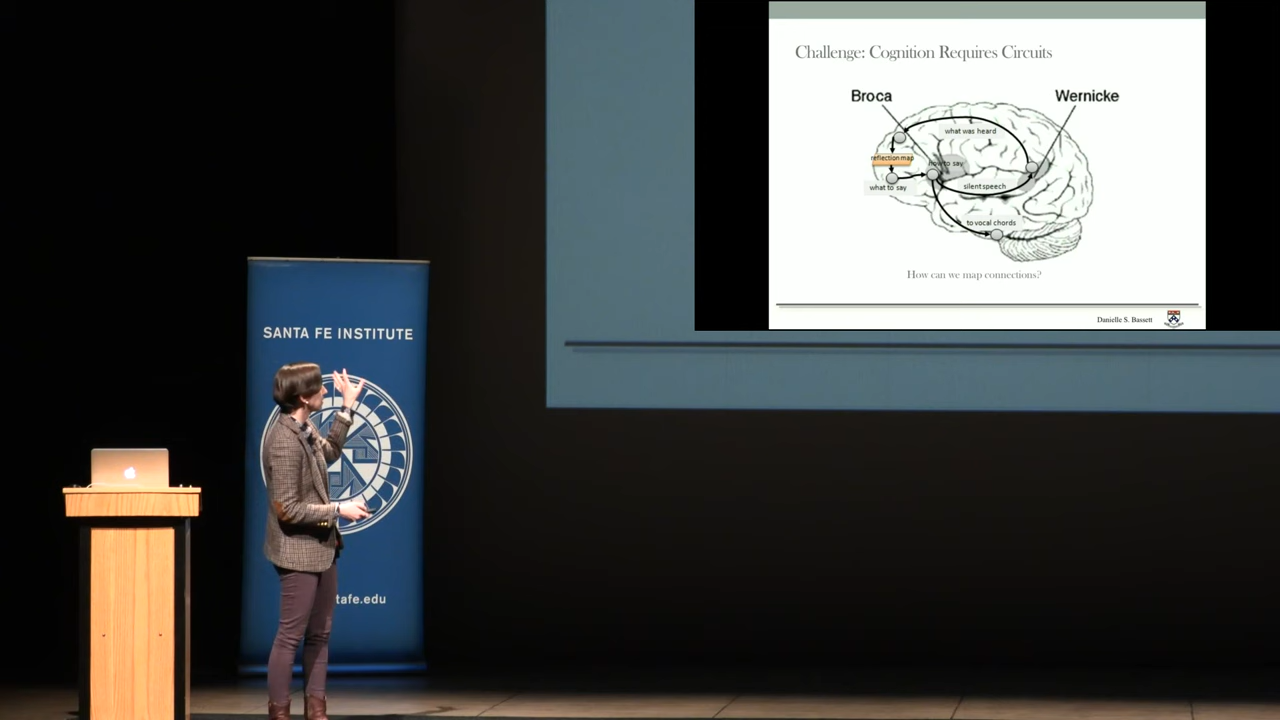 Challenge: Cognition Requires Circuits
Broca
Wernicke
what was heard
reflection map
how to say
what to say
silent speech
to vocal chords
How can we map connections?
Danielle S. Bassett
SANTA FE INSTITUTE
tafe.edu